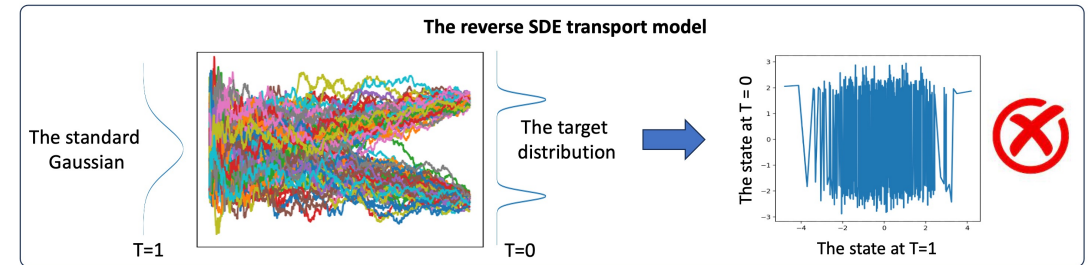 The reverse SDE transport model
The standard
Gaussian
T=1
The target
distribution
T=0
The state at T = 0
3
2
1
0
−1
−2
−3
−4
−2
0
2
4
The state at T=1